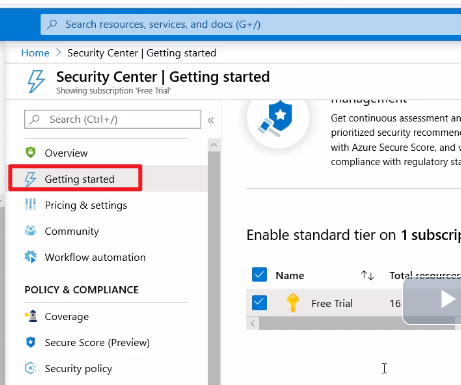 Search resources, services, and docs (G+/)
Home > Security Center | Getting started
Security Center | Getting started
Showing subscription 'Free Trial'
Search (Ctrl+/)
«
Overview
Getting started
Pricing & settings
Community
Workflow automation
POLICY & COMPLIANCE
Coverage
Secure Score (Preview)
Security policy
management
Get continuous assessment an
prioritized security recommen
with Azure Secure Score, and v
compliance with regulatory sta
Enable standard tier on 1 subscrip
Name ↑↓ Total resources
Free Trial 16